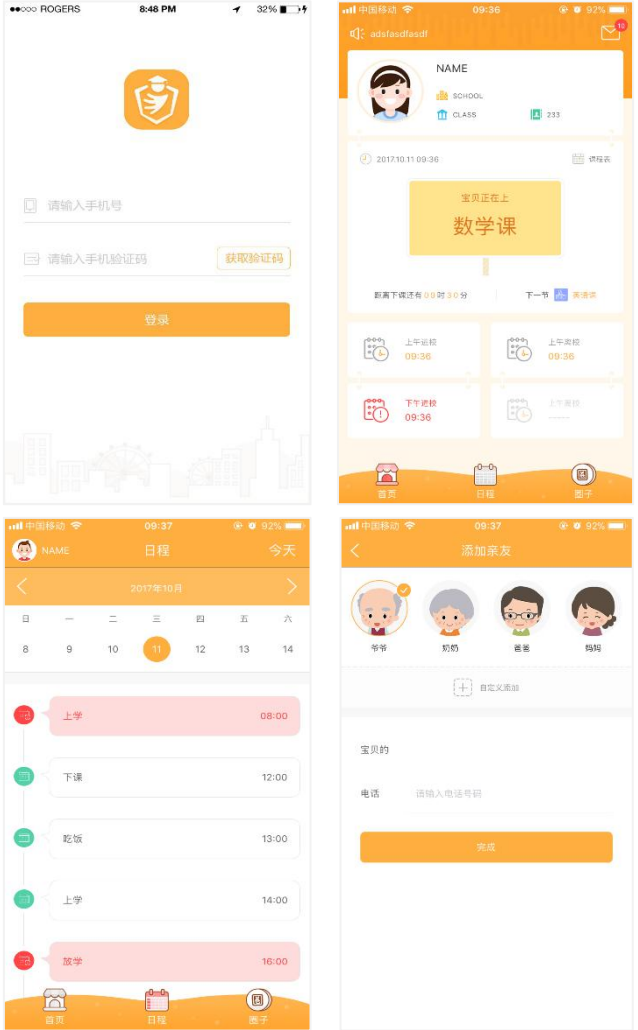 ●●○○○ ROGERS 8:48 PM 32%
请输入手机号
请输入手机验证码 获取验证码
登录
中国移动 09:36 92%
adsfasdfasdf 10
NAME
SCHOOL
CLASS 233
2017.10.11 09:36 课程表
宝贝正在上
数学课
距离下课还有00时30分 下一节 英语课
上午返校 上午离校
09:36 09:36
下午返校 上午离校
09:36 -----
首页 日程 圈子
中国移动 09:37 92%
NAME 日程 今天
2017年10月
日 一 二 三 四 五 六
8 9 10 11 12 13 14
上学 08:00
下课 12:00
吃饭 13:00
上学 14:00
放学 16:00
首页 日程 圈子
中国移动 09:37 92%
添加亲友
爷爷 奶奶 爸爸 妈妈
自定义添加
宝贝的
电话 请输入电话号码
完成